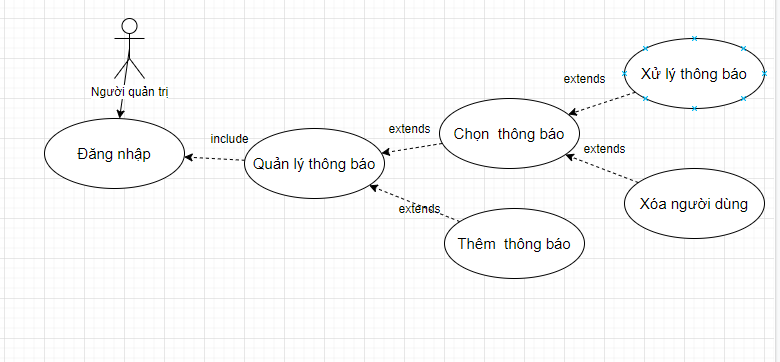 Người quản trị
Đăng nhập
include
Quản lý thông báo
extends
Chọn thông báo
extends
Xử lý thông báo
extends
Xóa người dùng
extends
Thêm thông báo